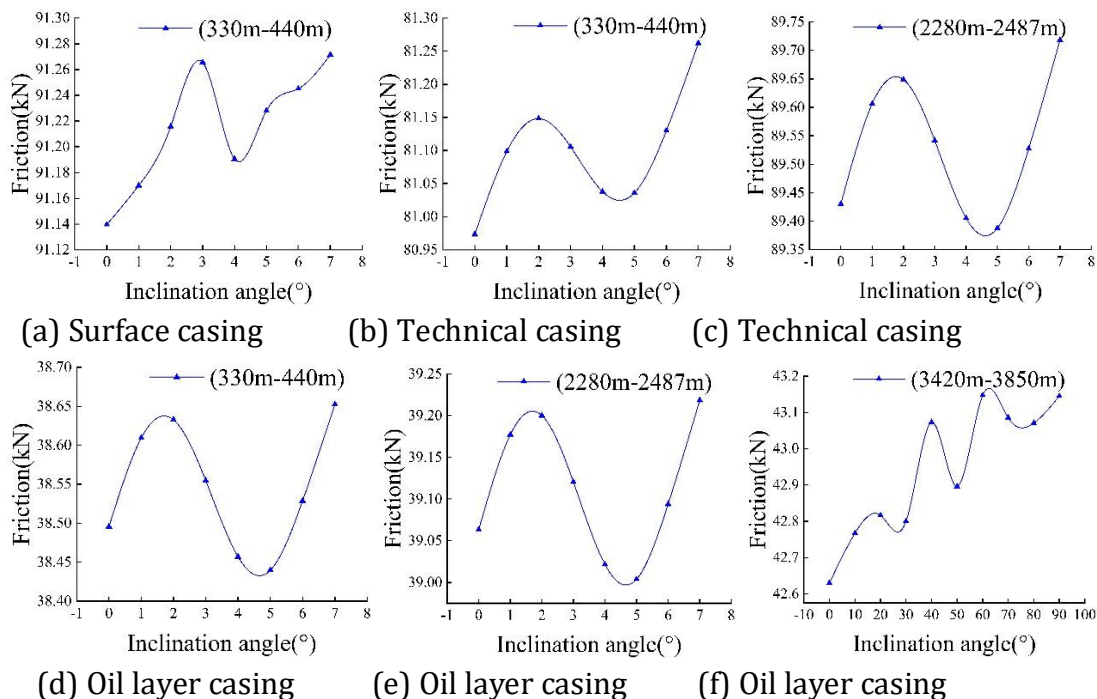 (330m-440m)
91.30
91.28
91.26
91.24
91.22
91.20
91.18
91.16
91.14
91.12
Friction(kN)
-1 0 1 2 3 4 5 6 7 8
Inclination angle(°)
(a) Surface casing
(330m-440m)
81.30
81.25
81.20
81.15
81.10
81.05
81.00
80.95
Friction(kN)
-1 0 1 2 3 4 5 6 7 8
Inclination angle(°)
(b) Technical casing
(2280m-2487m)
89.75
89.70
89.65
89.60
89.55
89.50
89.45
89.40
89.35
Friction(kN)
-1 0 1 2 3 4 5 6 7 8
Inclination angle(°)
(c) Technical casing
(330m-440m)
38.70
38.65
38.60
38.55
38.50
38.45
38.40
Friction(kN)
-1 0 1 2 3 4 5 6 7 8
Inclination angle(°)
(d) Oil layer casing
(2280m-2487m)
39.25
39.20
39.15
39.10
39.05
39.00
Friction(kN)
-1 0 1 2 3 4 5 6 7 8
Inclination angle(°)
(e) Oil layer casing
(3420m-3850m)
43.2
43.1
43.0
42.9
42.8
42.7
42.6
Friction(kN)
-10 0 10 20 30 40 50 60 70 80 90 100
Inclination angle(°)
(f) Oil layer casing